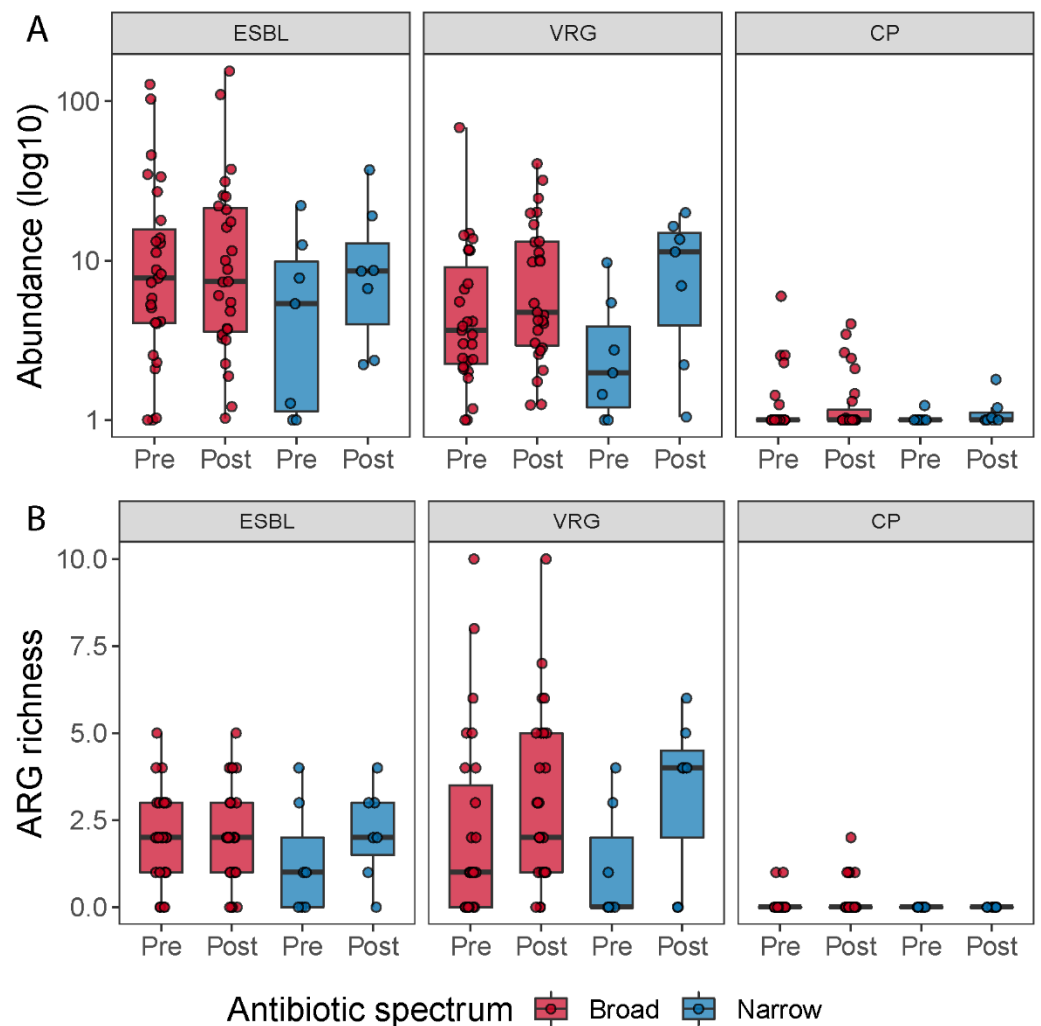 A
ESBL VRG CP
Abundance (log10)
100
10
1
Pre Post Pre Post Pre Post Pre Post Pre Post Pre Post
B
ESBL VRG CP
ARG richness
10.0
7.5
5.0
2.5
0.0
Pre Post Pre Post Pre Post Pre Post Pre Post Pre Post
Antibiotic spectrum Broad Narrow